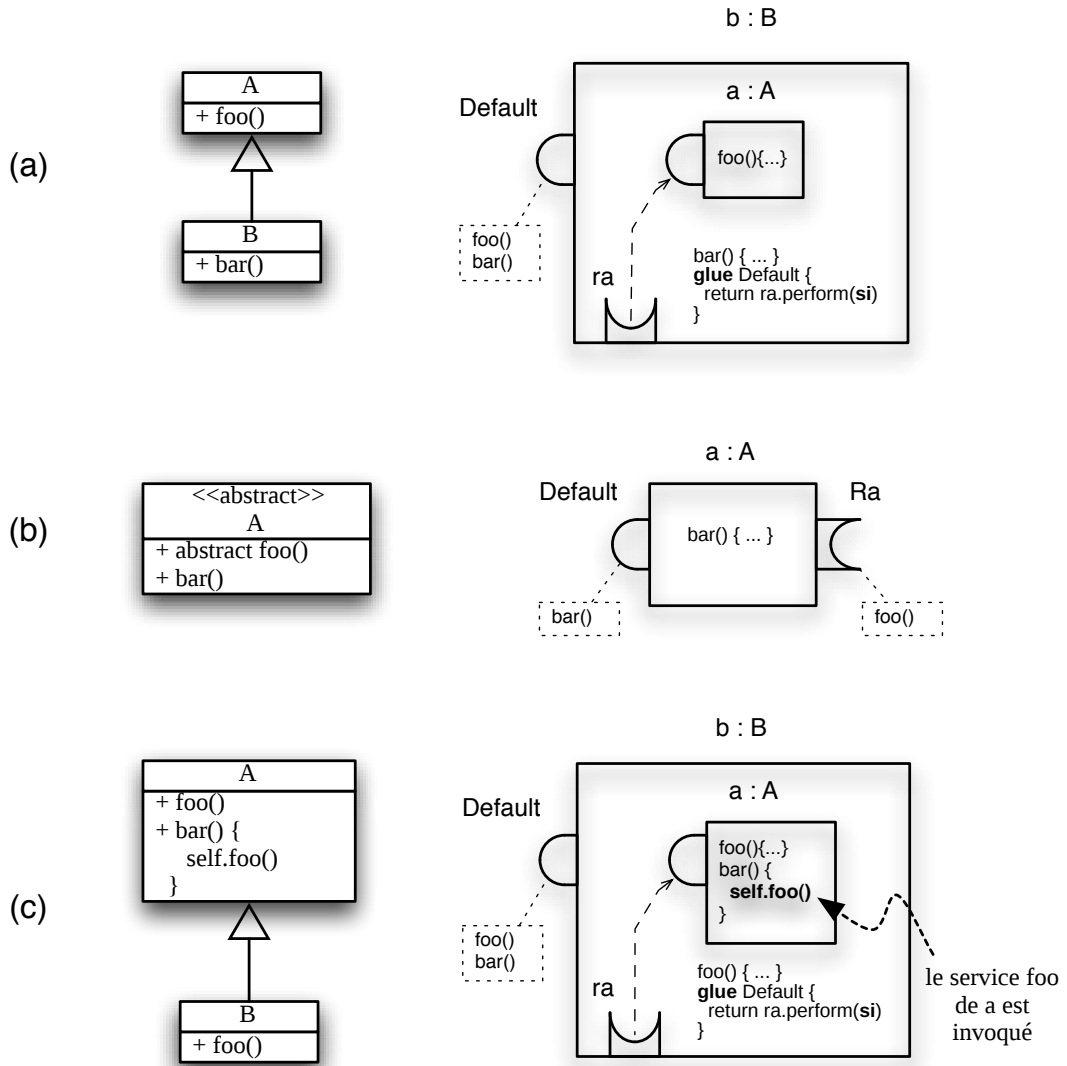 (a)
A
+ foo()
B
+ bar()
b : B
Default
a : A
foo(){...}
foo()
bar()
ra
bar() { ... }
glue Default {
return ra.perform(si)
}
(b)
<<abstract>>
A
+ abstract foo()
+ bar()
a : A
Default
Ra
bar() { ... }
bar()
foo()
(c)
A
+ foo()
+ bar() {
self.foo()
}
B
+ foo()
b : B
Default
a : A
foo(){...}
bar() {
self.foo()
}
foo()
bar()
ra
foo() { ... }
glue Default {
return ra.perform(si)
}
le service foo
de a est
invoqué